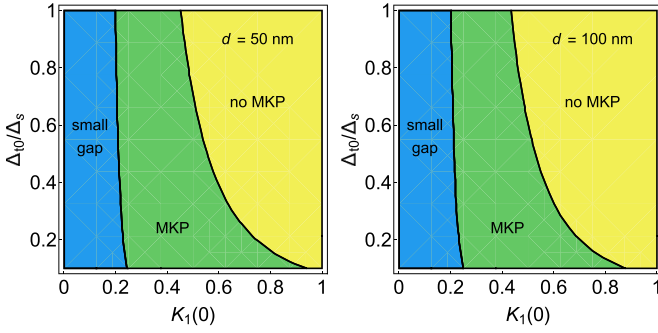 d = 50 nm
no MKP
small
gap
MKP
Δt0/Δs
1
0.8
0.6
0.4
0.2
0 0.2 0.4 0.6 0.8 1
K1(0)
d = 100 nm
no MKP
small
gap
MKP
Δt0/Δs
1
0.8
0.6
0.4
0.2
0 0.2 0.4 0.6 0.8 1
K1(0)